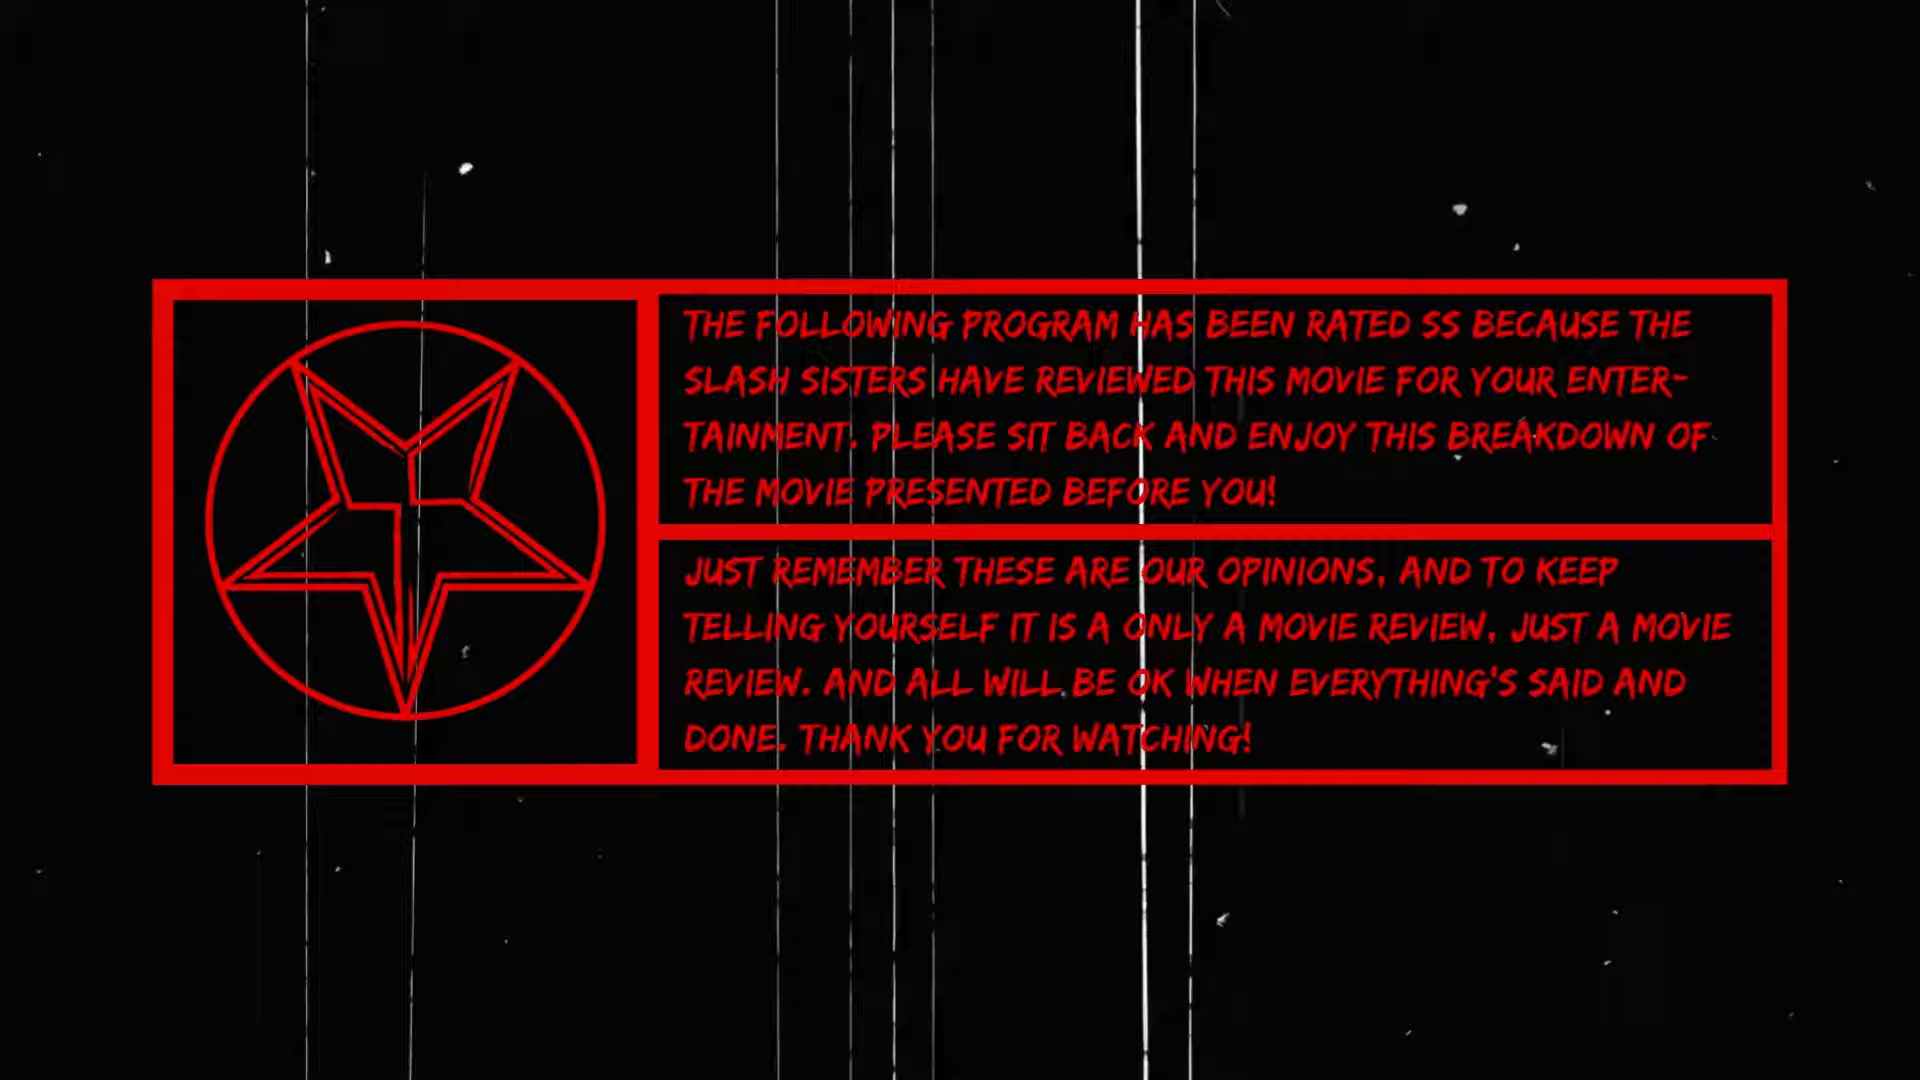 THE FOLLOWING PROGRAM HAS BEEN RATED SS BECAUSE THE
SLASH SISTERS HAVE REVIEWED THIS MOVIE FOR YOUR ENTER-
TAINMENT. PLEASE SIT BACK AND ENJOY THIS BREAKDOWN OF
THE MOVIE PRESENTED BEFORE YOU!
JUST REMEMBER THESE ARE OUR OPINIONS, AND TO KEEP
TELLING YOURSELF IT IS A ONLY A MOVIE REVIEW, JUST A MOVIE
REVIEW. AND ALL WILL BE OK WHEN EVERYTHING'S SAID AND
DONE. THANK YOU FOR WATCHING!